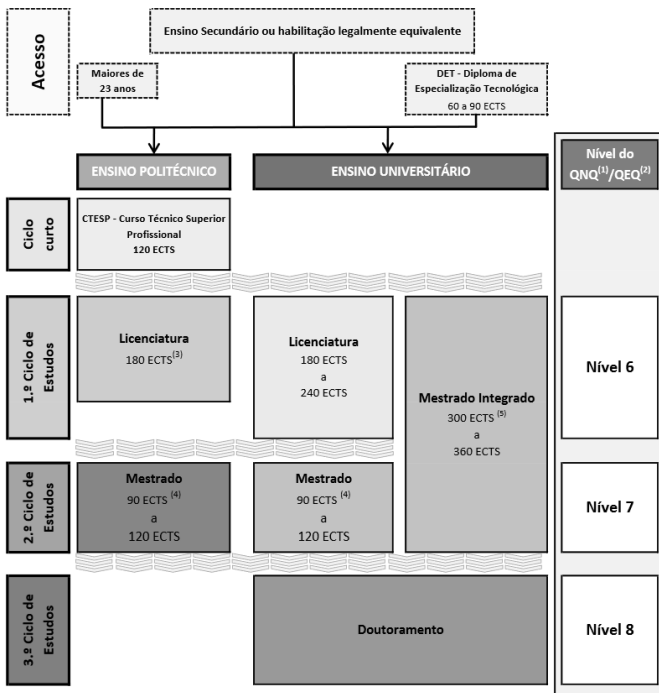 Acesso
Ensino Secundário ou habilitação legalmente equivalente
Maiores de
23 anos
DET - Diploma de
Especialização Tecnológica
60 a 90 ECTS
ENSINO POLITÉCNICO
ENSINO UNIVERSITÁRIO
Nível do
QNQ(1)/QEQ(2)
Ciclo
curto
CTESP - Curso Técnico Superior
Profissional
120 ECTS
1.º Ciclo de
Estudos
Licenciatura
180 ECTS(3)
Licenciatura
180 ECTS
a
240 ECTS
Mestrado Integrado
300 ECTS (5)
a
360 ECTS
Nível 6
2.º Ciclo de
Estudos
Mestrado
90 ECTS (4)
a
120 ECTS
Mestrado
90 ECTS (4)
a
120 ECTS
Nível 7
3.º Ciclo de
Estudos
Doutoramento
Nível 8